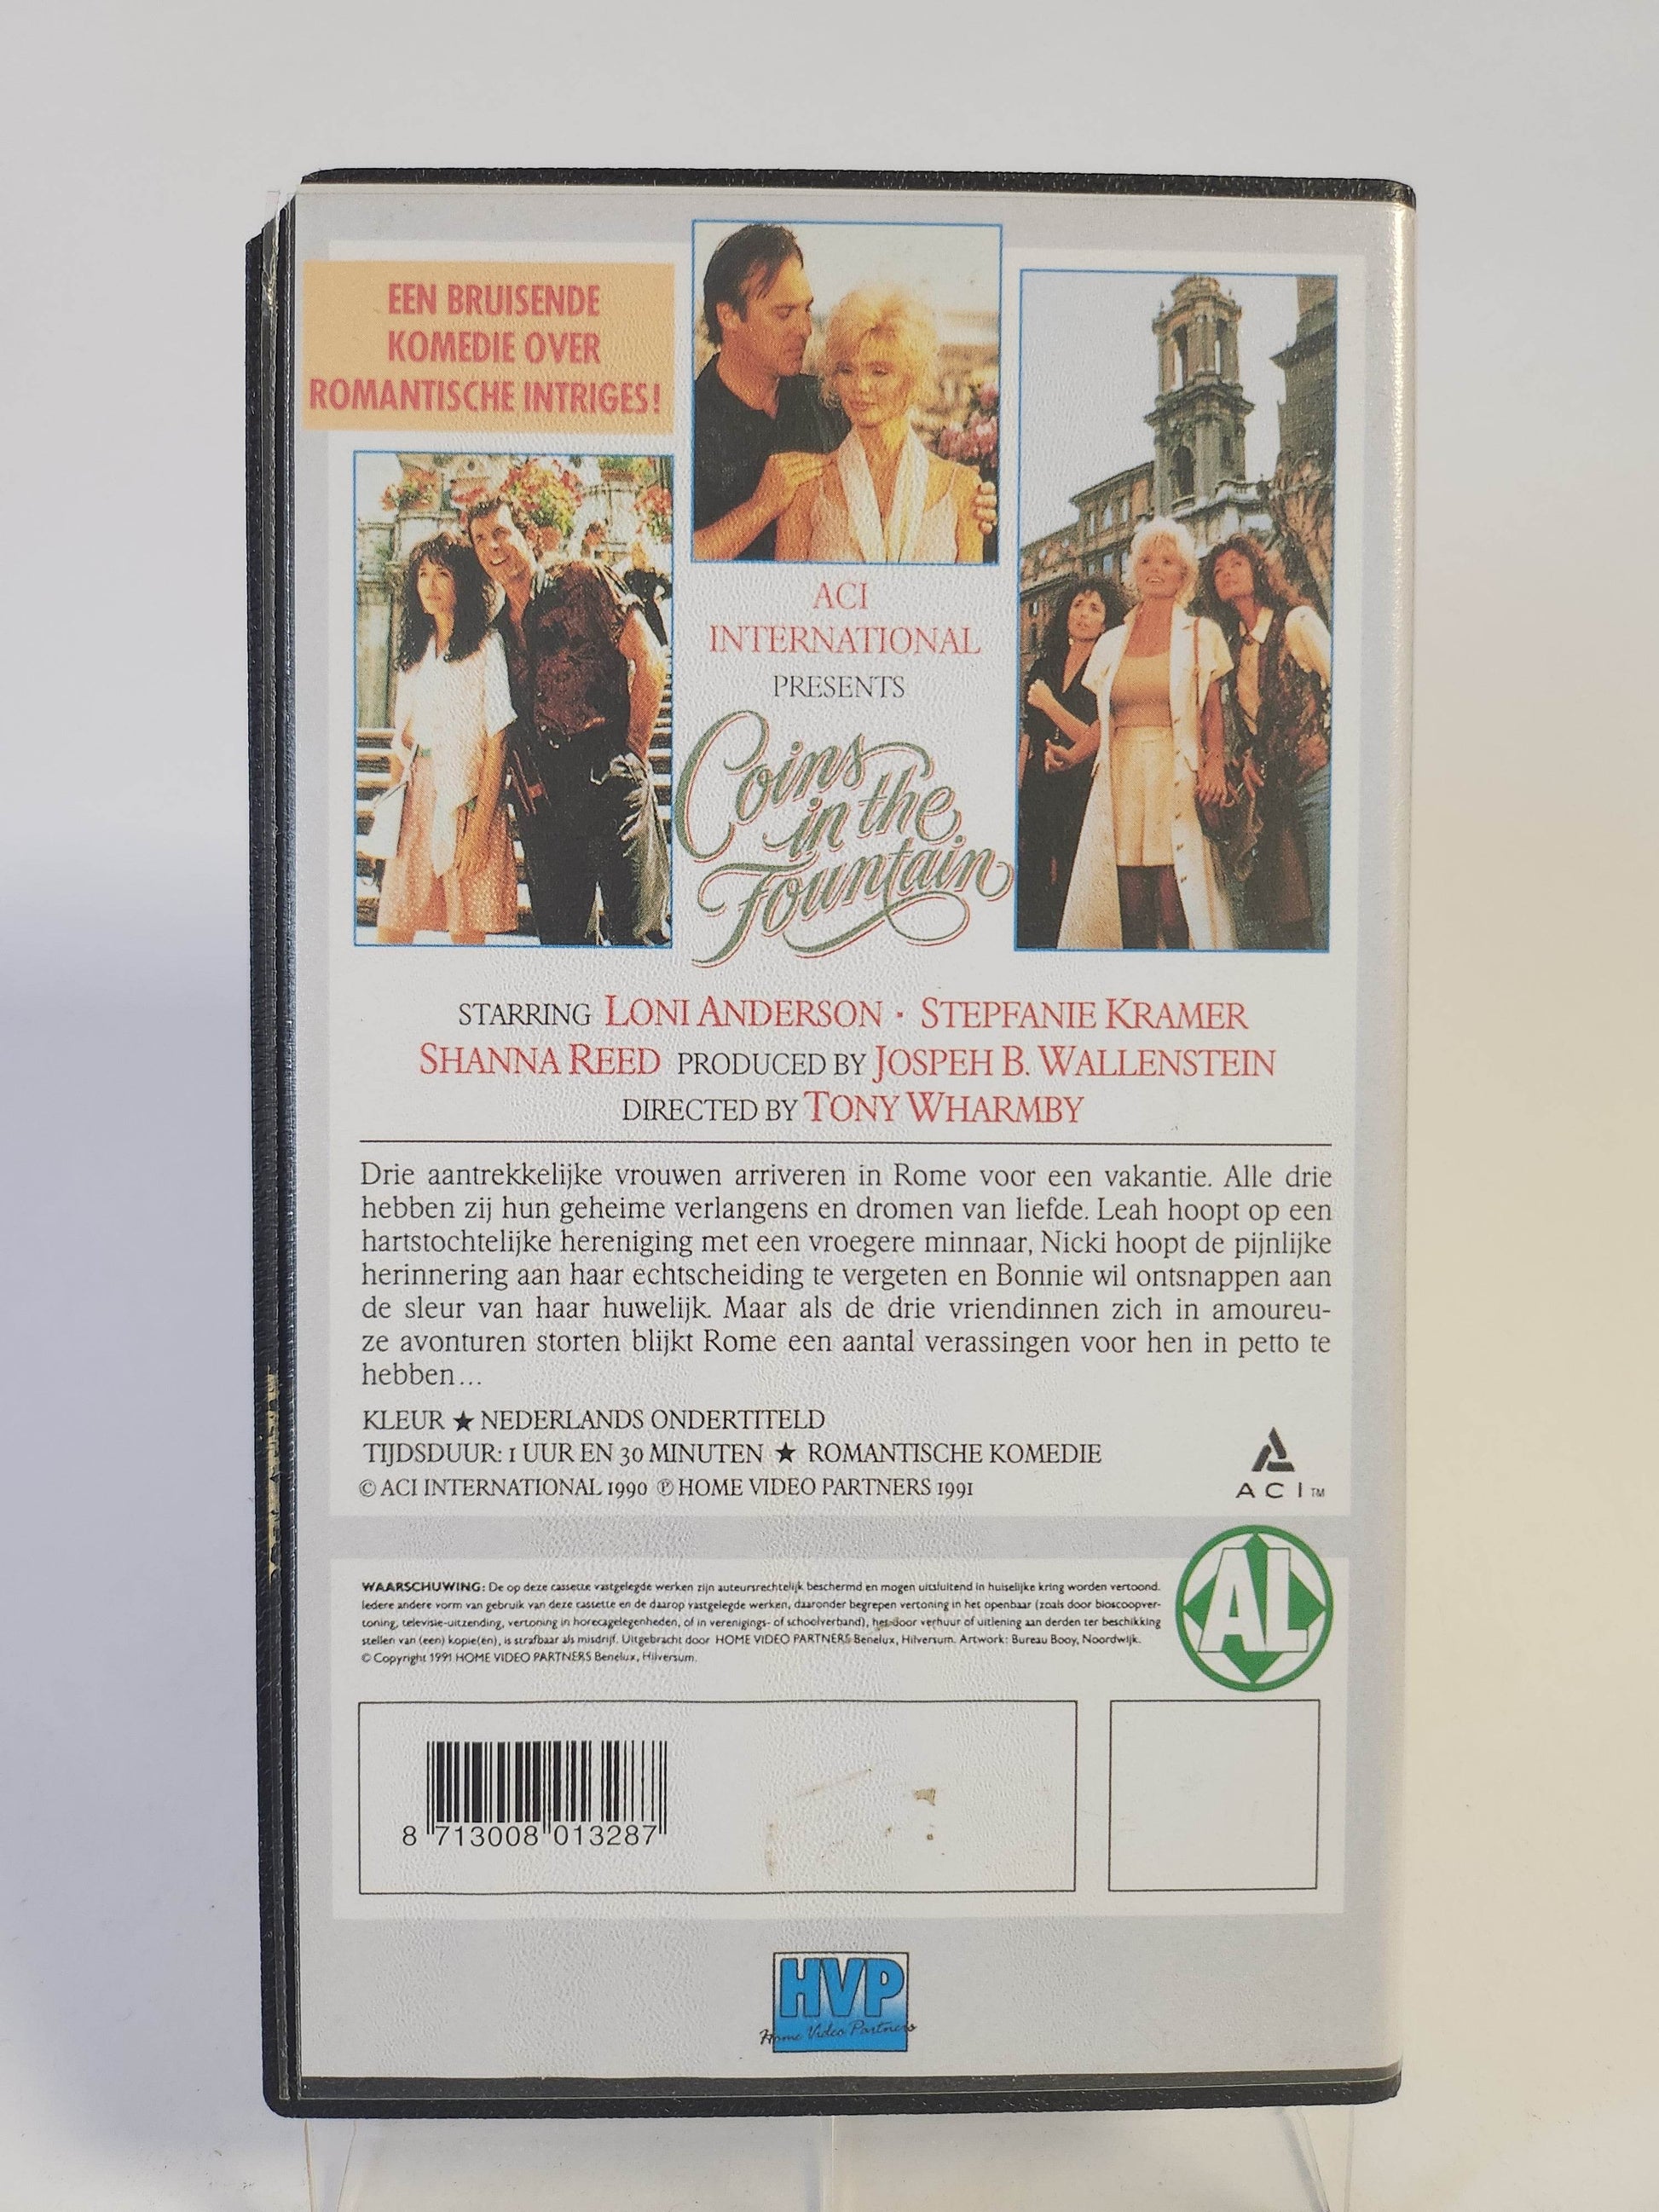 EEN BRUISENDE
KOMEDIE OVER
ROMANTISCHE INTRIGES!
ACI
INTERNATIONAL
PRESENTS
Coins
in the
Fountain
STARRING LONI ANDERSON · STEPFANIE KRAMER
SHANNA REED PRODUCED BY JOSPEH B. WALLENSTEIN
DIRECTED BY TONY WHARMBY
Drie aantrekkelijke vrouwen arriveren in Rome voor een vakantie. Alle drie
hebben zij hun geheime verlangens en dromen van liefde. Leah hoopt op een
hartstochtelijke hereniging met een vroegere minnaar, Nicki hoopt de pijnlijke
herinnering aan haar echtscheiding te vergeten en Bonnie wil ontsnappen aan
de sleur van haar huwelijk. Maar als de drie vriendinnen zich in amoureu-
ze avonturen storten blijkt Rome een aantal verassingen voor hen in petto te
hebben...
KLEUR ★ NEDERLANDS ONDERTITELD
TIJDSDUUR: 1 UUR EN 30 MINUTEN ★ ROMANTISCHE KOMEDIE
© ACI INTERNATIONAL 1990 ℗ HOME VIDEO PARTNERS 1991
ACI™
WAARSCHUWING: De op deze cassette vastgelegde werken zijn auteursrechtelijk beschermd en mogen uitsluitend in huiselijke kring worden vertoond.
Iedere andere vorm van gebruik van deze cassette en de daarop vastgelegde werken, daaronder begrepen vertoning in het openbaar (zoals door bioscoopver-
toning, televisie-uitzending, vertoning in horecagelegenheden, of in verenigings- of schoolverband), het door verhuur of uitlening aan derden ter beschikking
stellen van (een) kopie(ën), is strafbaar als misdrijf. Uitgebracht door HOME VIDEO PARTNERS Benelux, Hilversum. Artwork: Bureau Booy, Noordwijk.
© Copyright 1991 HOME VIDEO PARTNERS Benelux, Hilversum.
AL
8 713008 013287
HVP
Home Video Partners